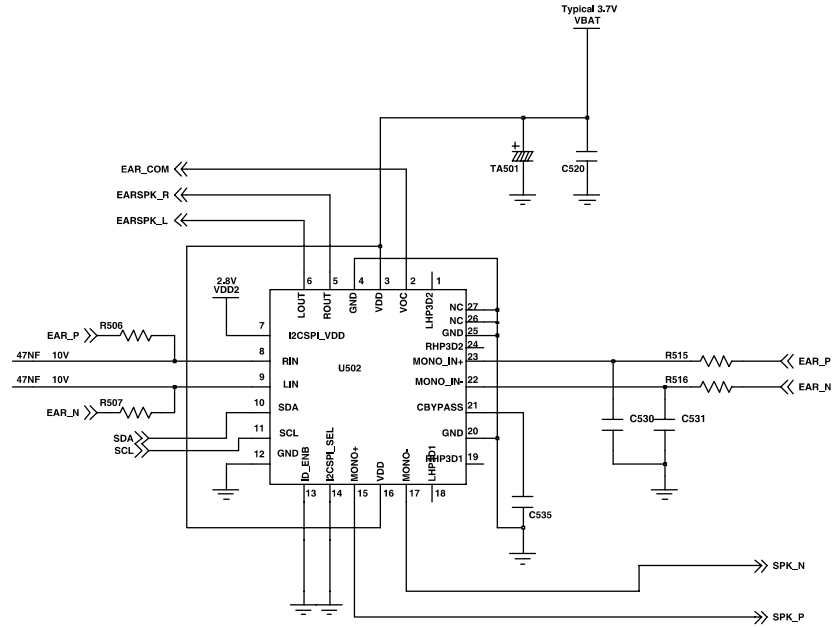 Typical 3.7V
VBAT
TA501
C520
EAR_COM
EARSPK_R
EARSPK_L
2.8V
VDD2
6 5 4 3 2 1
LOUT ROUT GND VDD VOC LHP3D2
7 I2CSPI_VDD
NC 27
NC 26
GND 25
RHP3D2 24
EAR_P R506
8 RIN
MONO_IN+ 23
R515 EAR_P
47NF 10V
U502
47NF 10V
9 LIN
MONO_IN- 22
R516 EAR_N
EAR_N R507
10 SDA
CBYPASS 21
C530 C531
SDA
SCL
11 SCL
GND 20
12 GND
RHP3D1 19
ID_ENB I2CSPI_SEL MONO+ VDD MONO- LHP3D1
13 14 15 16 17 18
C535
SPK_N
SPK_P